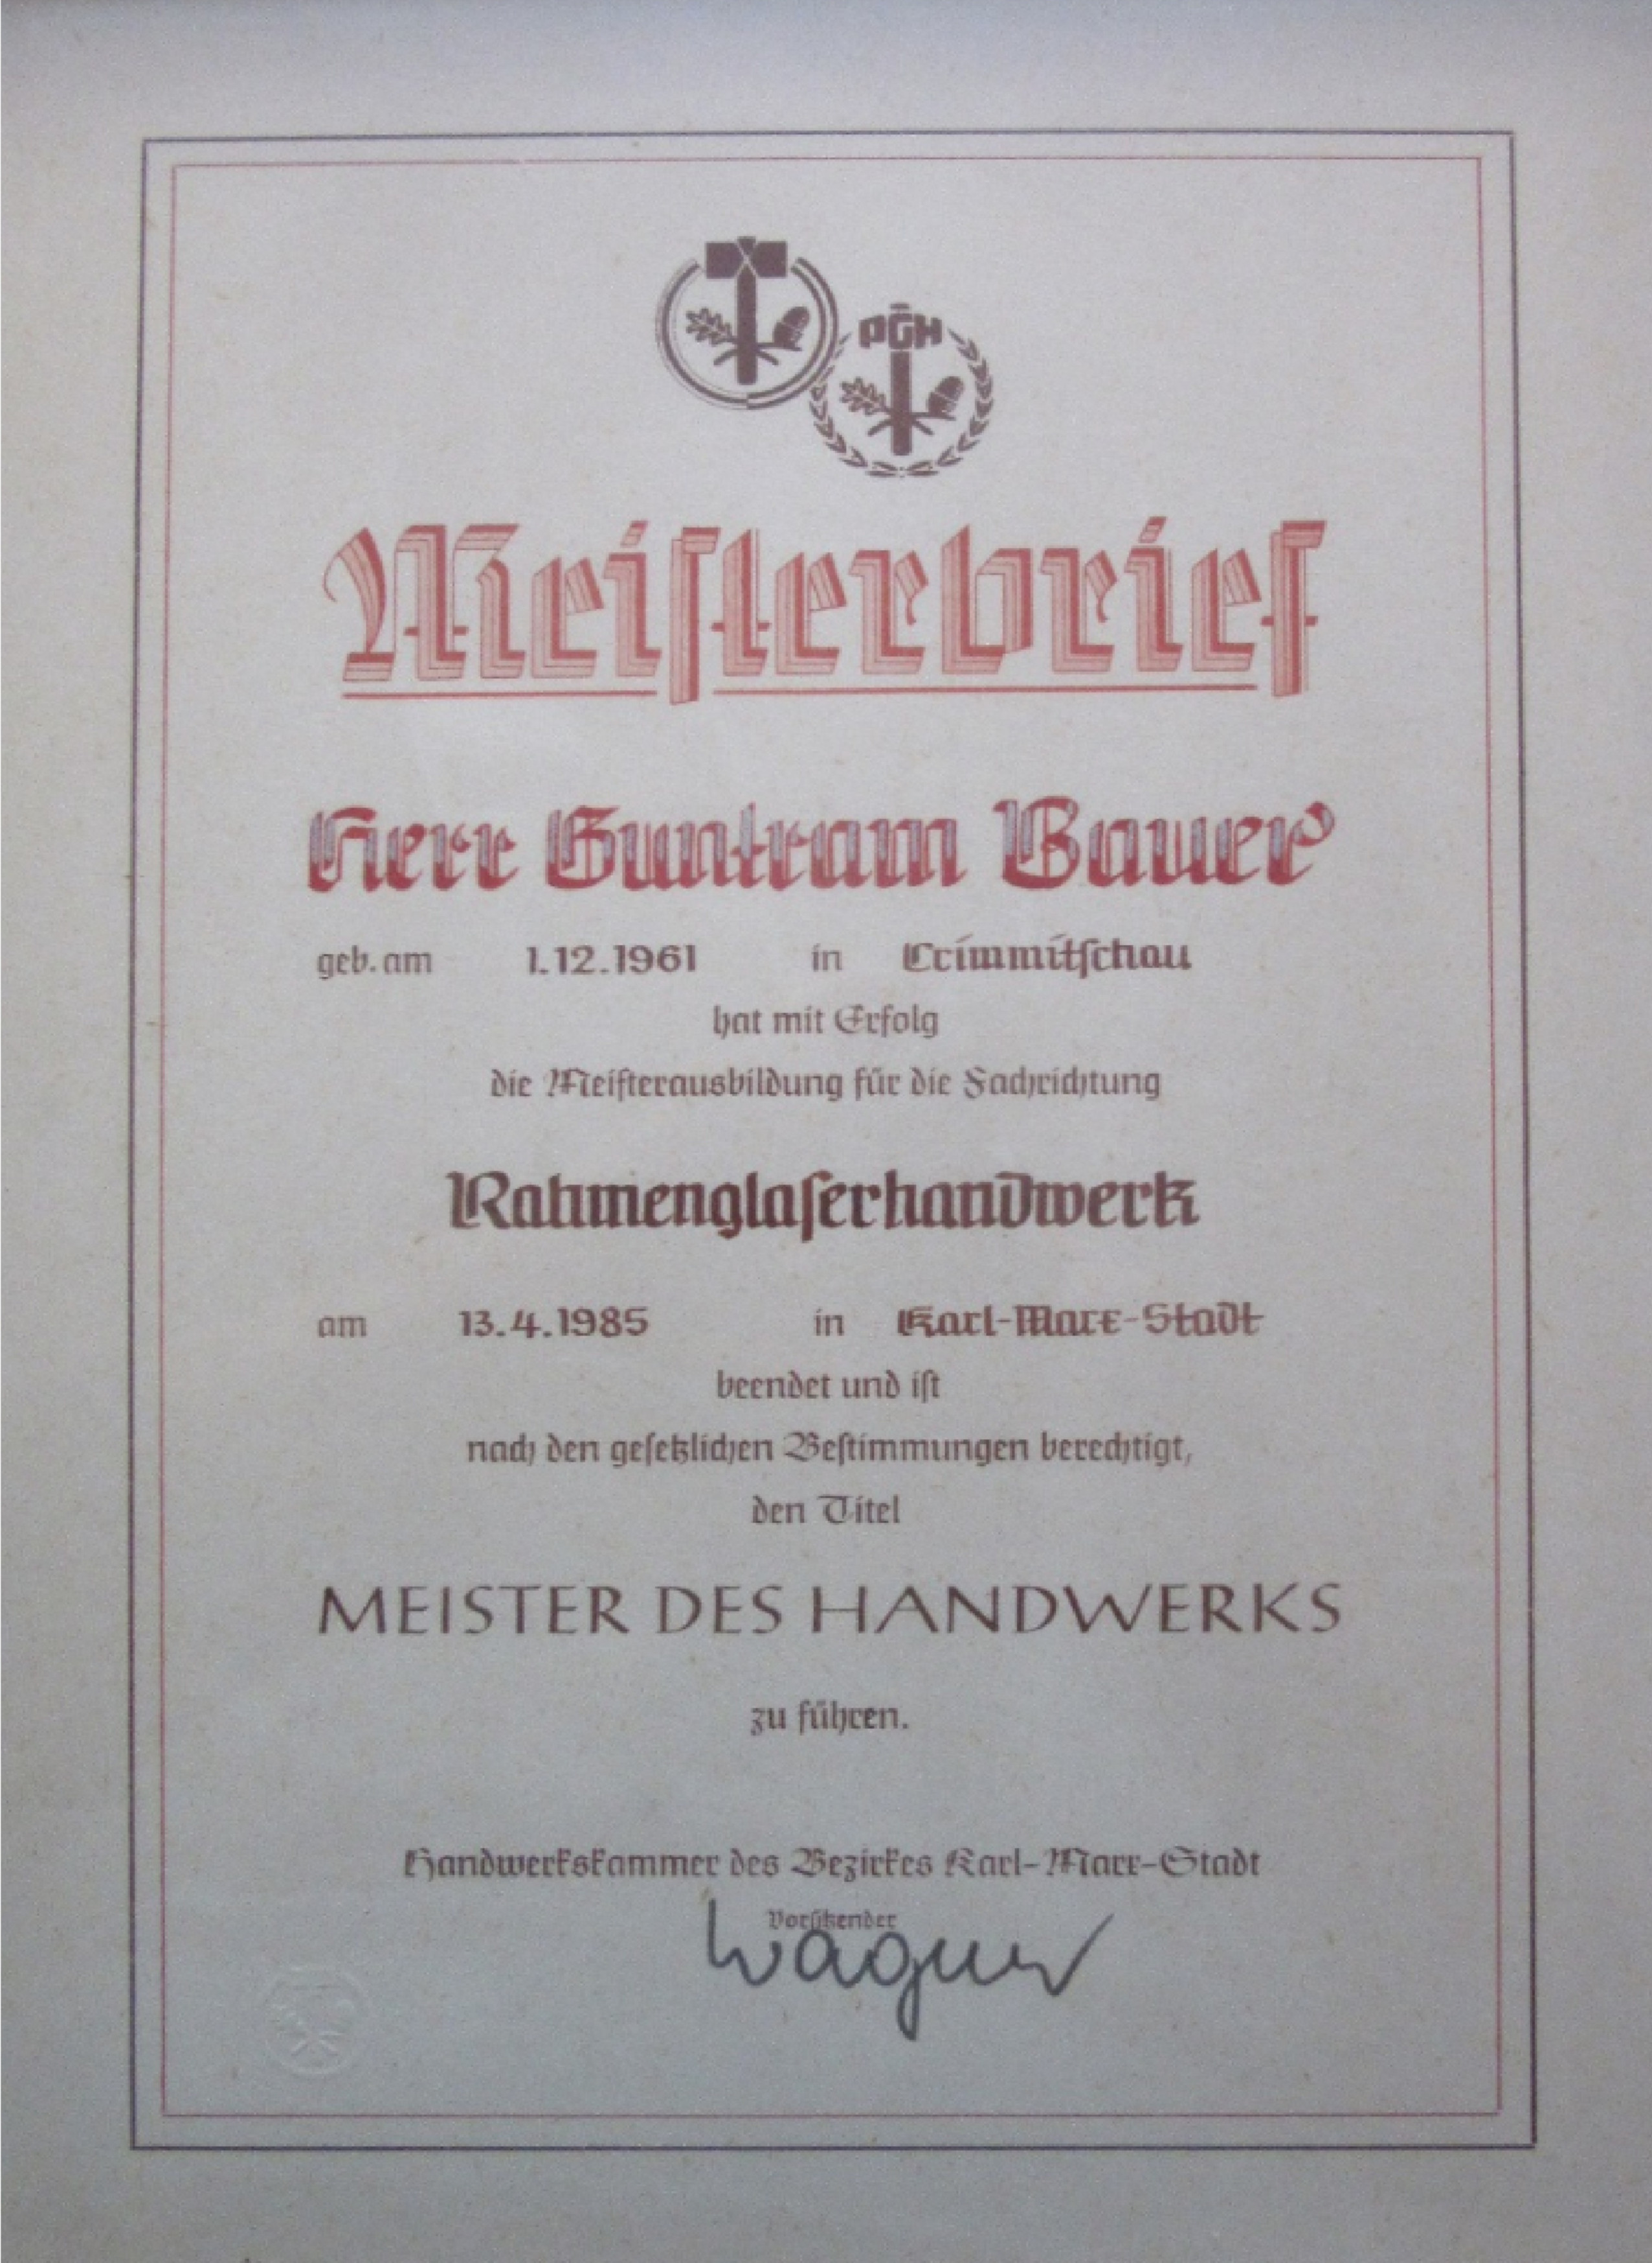 PGH
Meiſterbrief
Herr Guntram Bauer
geb. am 1.12.1961 in Crimmitſchau
hat mit Erfolg
die Meiſterausbildung für die Fachrichtung
Rahmenglaſerhandwerk
am 13.4.1985 in Karl-Marx-Stadt
beendet und iſt
nach den geſetzlichen Beſtimmungen berechtigt,
den Titel
MEISTER DES HANDWERKS
zu führen.
Handwerkskammer des Bezirkes Karl-Marx-Stadt
Vorſitzender
Wagner